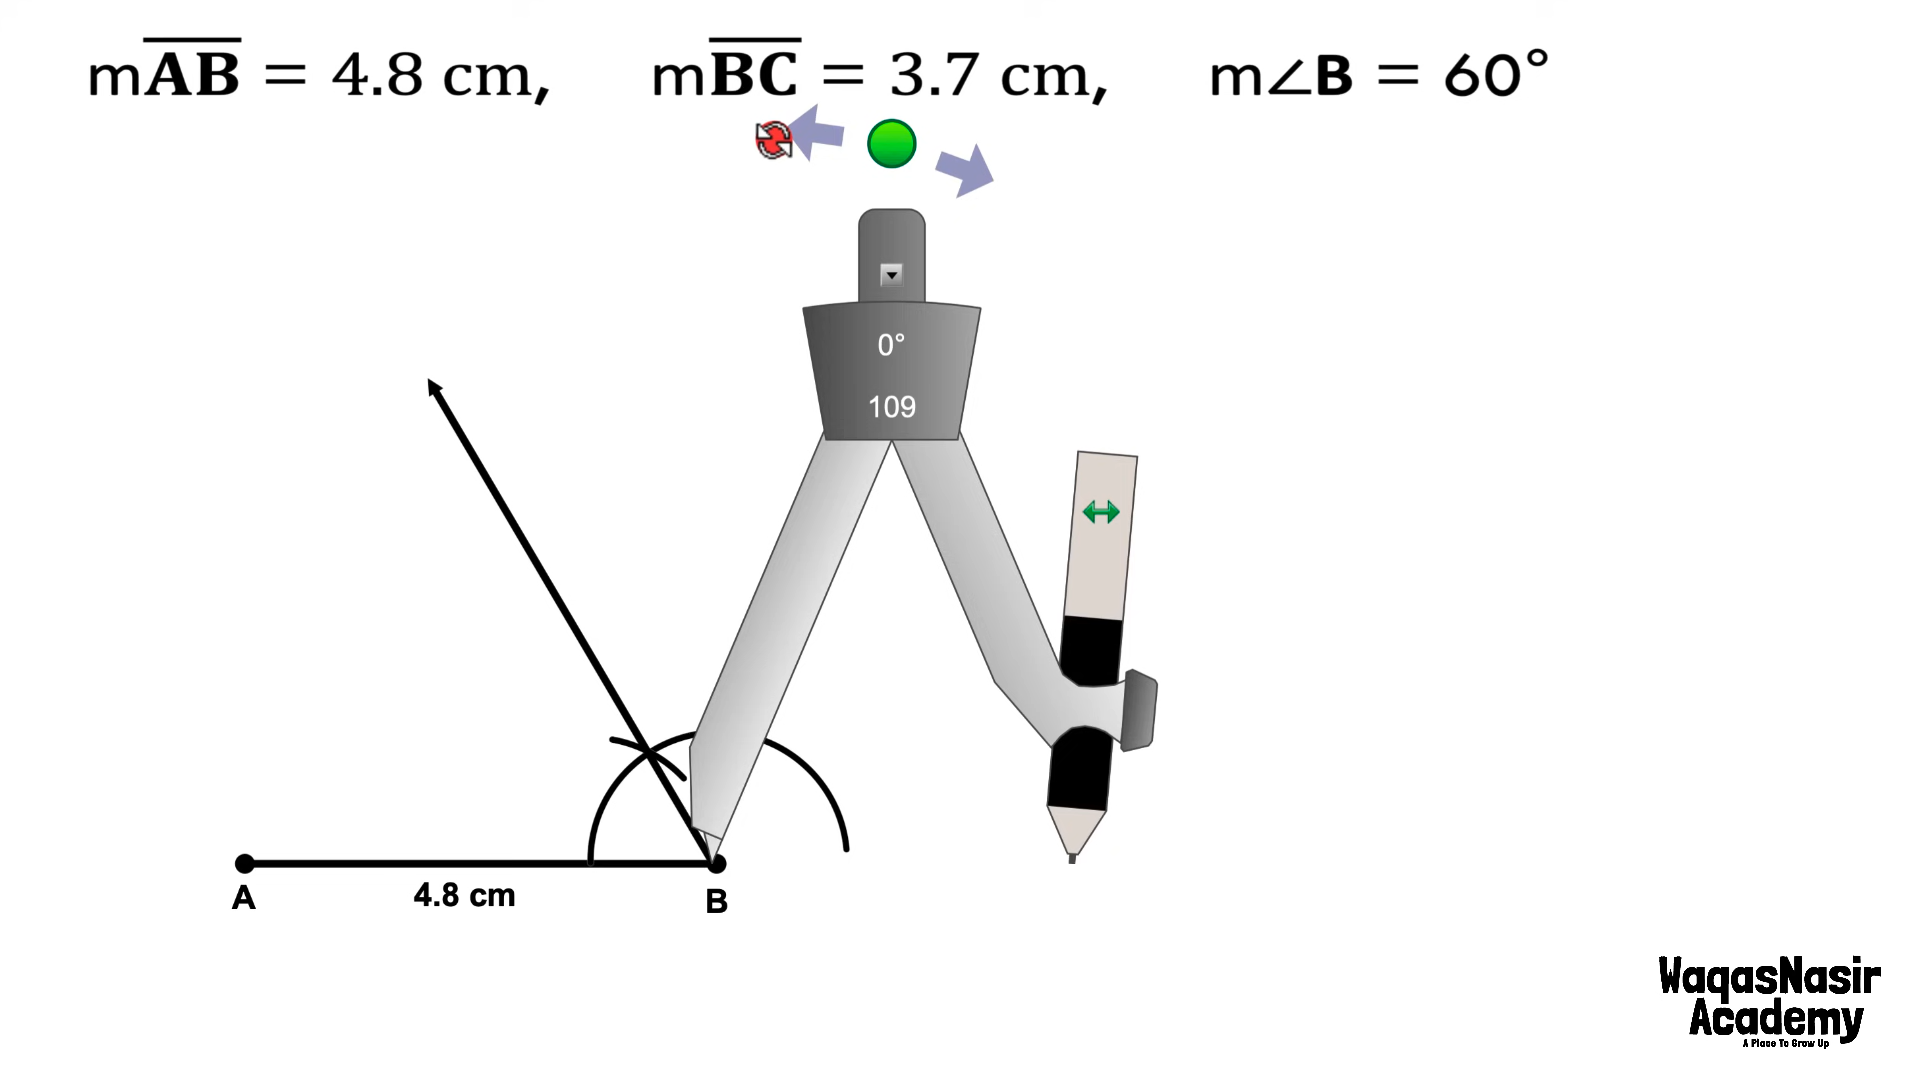 mAB = 4.8 cm, mBC = 3.7 cm, m∠B = 60°
0°
109
A
4.8 cm
B
WaqasNasir
Academy
A Place To Grow Up